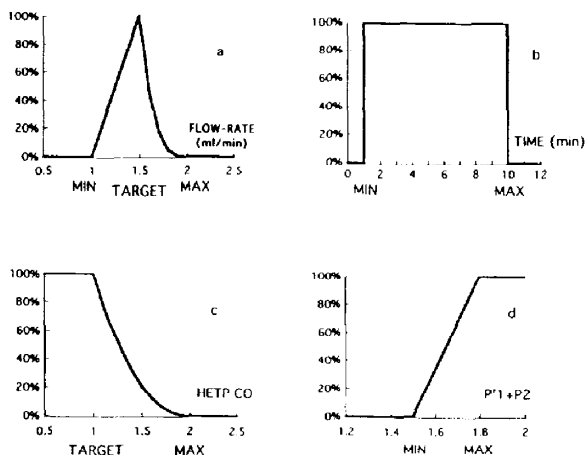 100%
80%
60%
40%
20%
0%
a
FLOW-RATE
(ml/min)
0.5 1 1.5 2 2.5
MIN TARGET MAX
100%
80%
60%
40%
20%
0%
b
TIME (min)
0 2 4 6 8 10 12
MIN MAX
100%
80%
60%
40%
20%
0%
c
HETP CO
0.5 1 1.5 2 2.5
TARGET MAX
100%
80%
60%
40%
20%
0%
d
P'1+P2
1.2 1.4 1.6 1.8 2
MIN MAX